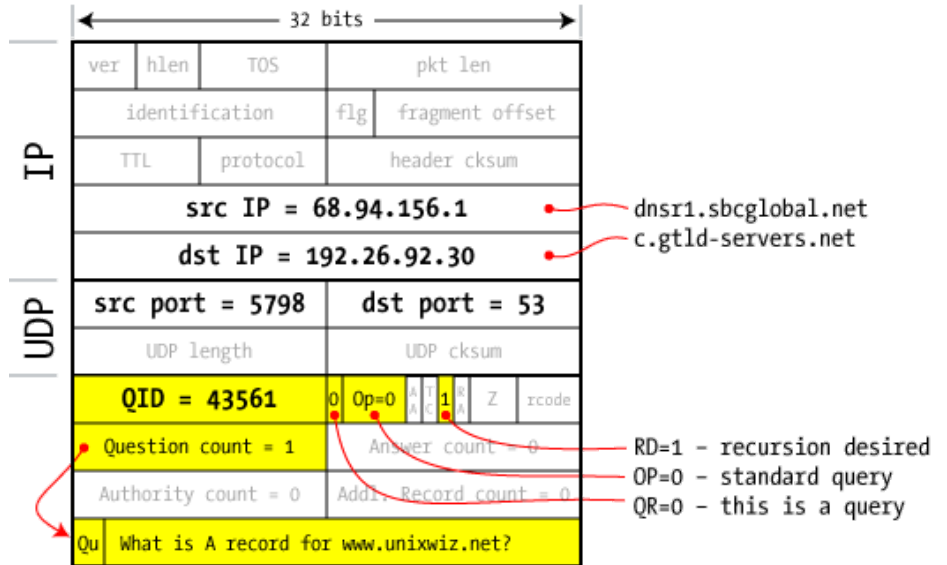 32 bits
IP
ver hlen TOS pkt len
identification flg fragment offset
TTL protocol header cksum
src IP = 68.94.156.1 dnsr1.sbcglobal.net
dst IP = 192.26.92.30 c.gtld-servers.net
UDP
src port = 5798 dst port = 53
UDP length UDP cksum
QID = 43561 0 Op=0 AA TC 1 RA Z rcode
Question count = 1 Answer count = 0 RD=1 – recursion desired
Authority count = 0 Addl. Record count = 0 OP=0 – standard query
QR=0 – this is a query
Qu What is A record for www.unixwiz.net?